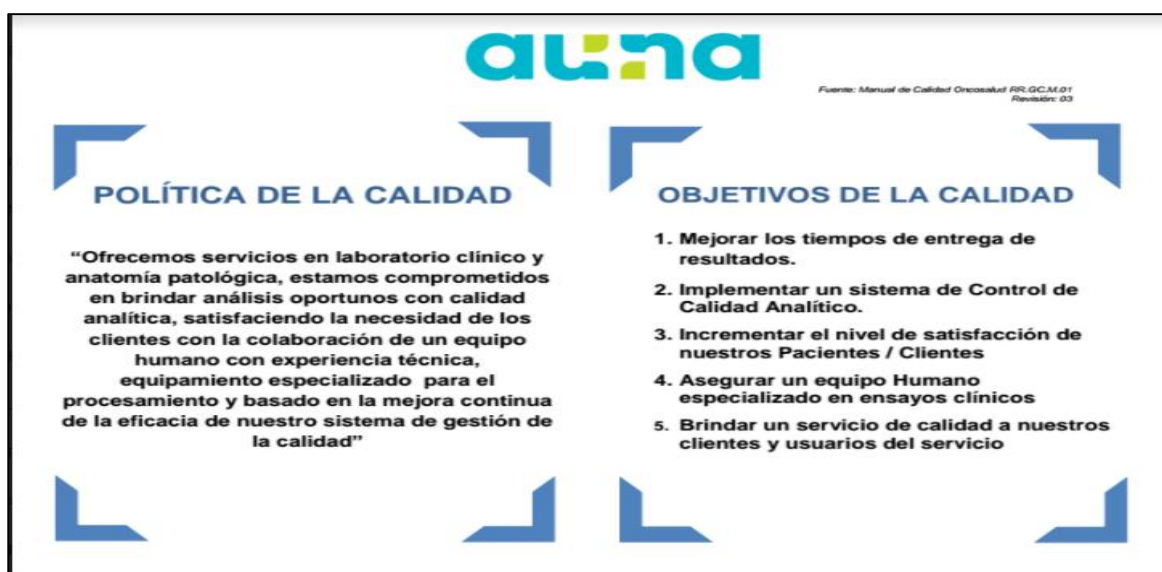 auna
Fuente: Manual de Calidad Oncosalud RR.GC.M.01
Revisión: 03
POLÍTICA DE LA CALIDAD
“Ofrecemos servicios en laboratorio clínico y
anatomía patológica, estamos comprometidos
en brindar análisis oportunos con calidad
analítica, satisfaciendo la necesidad de los
clientes con la colaboración de un equipo
humano con experiencia técnica,
equipamiento especializado para el
procesamiento y basado en la mejora continua
de la eficacia de nuestro sistema de gestión de
la calidad”
OBJETIVOS DE LA CALIDAD
1. Mejorar los tiempos de entrega de
resultados.
2. Implementar un sistema de Control de
Calidad Analítico.
3. Incrementar el nivel de satisfacción de
nuestros Pacientes / Clientes
4. Asegurar un equipo Humano
especializado en ensayos clínicos
5. Brindar un servicio de calidad a nuestros
clientes y usuarios del servicio